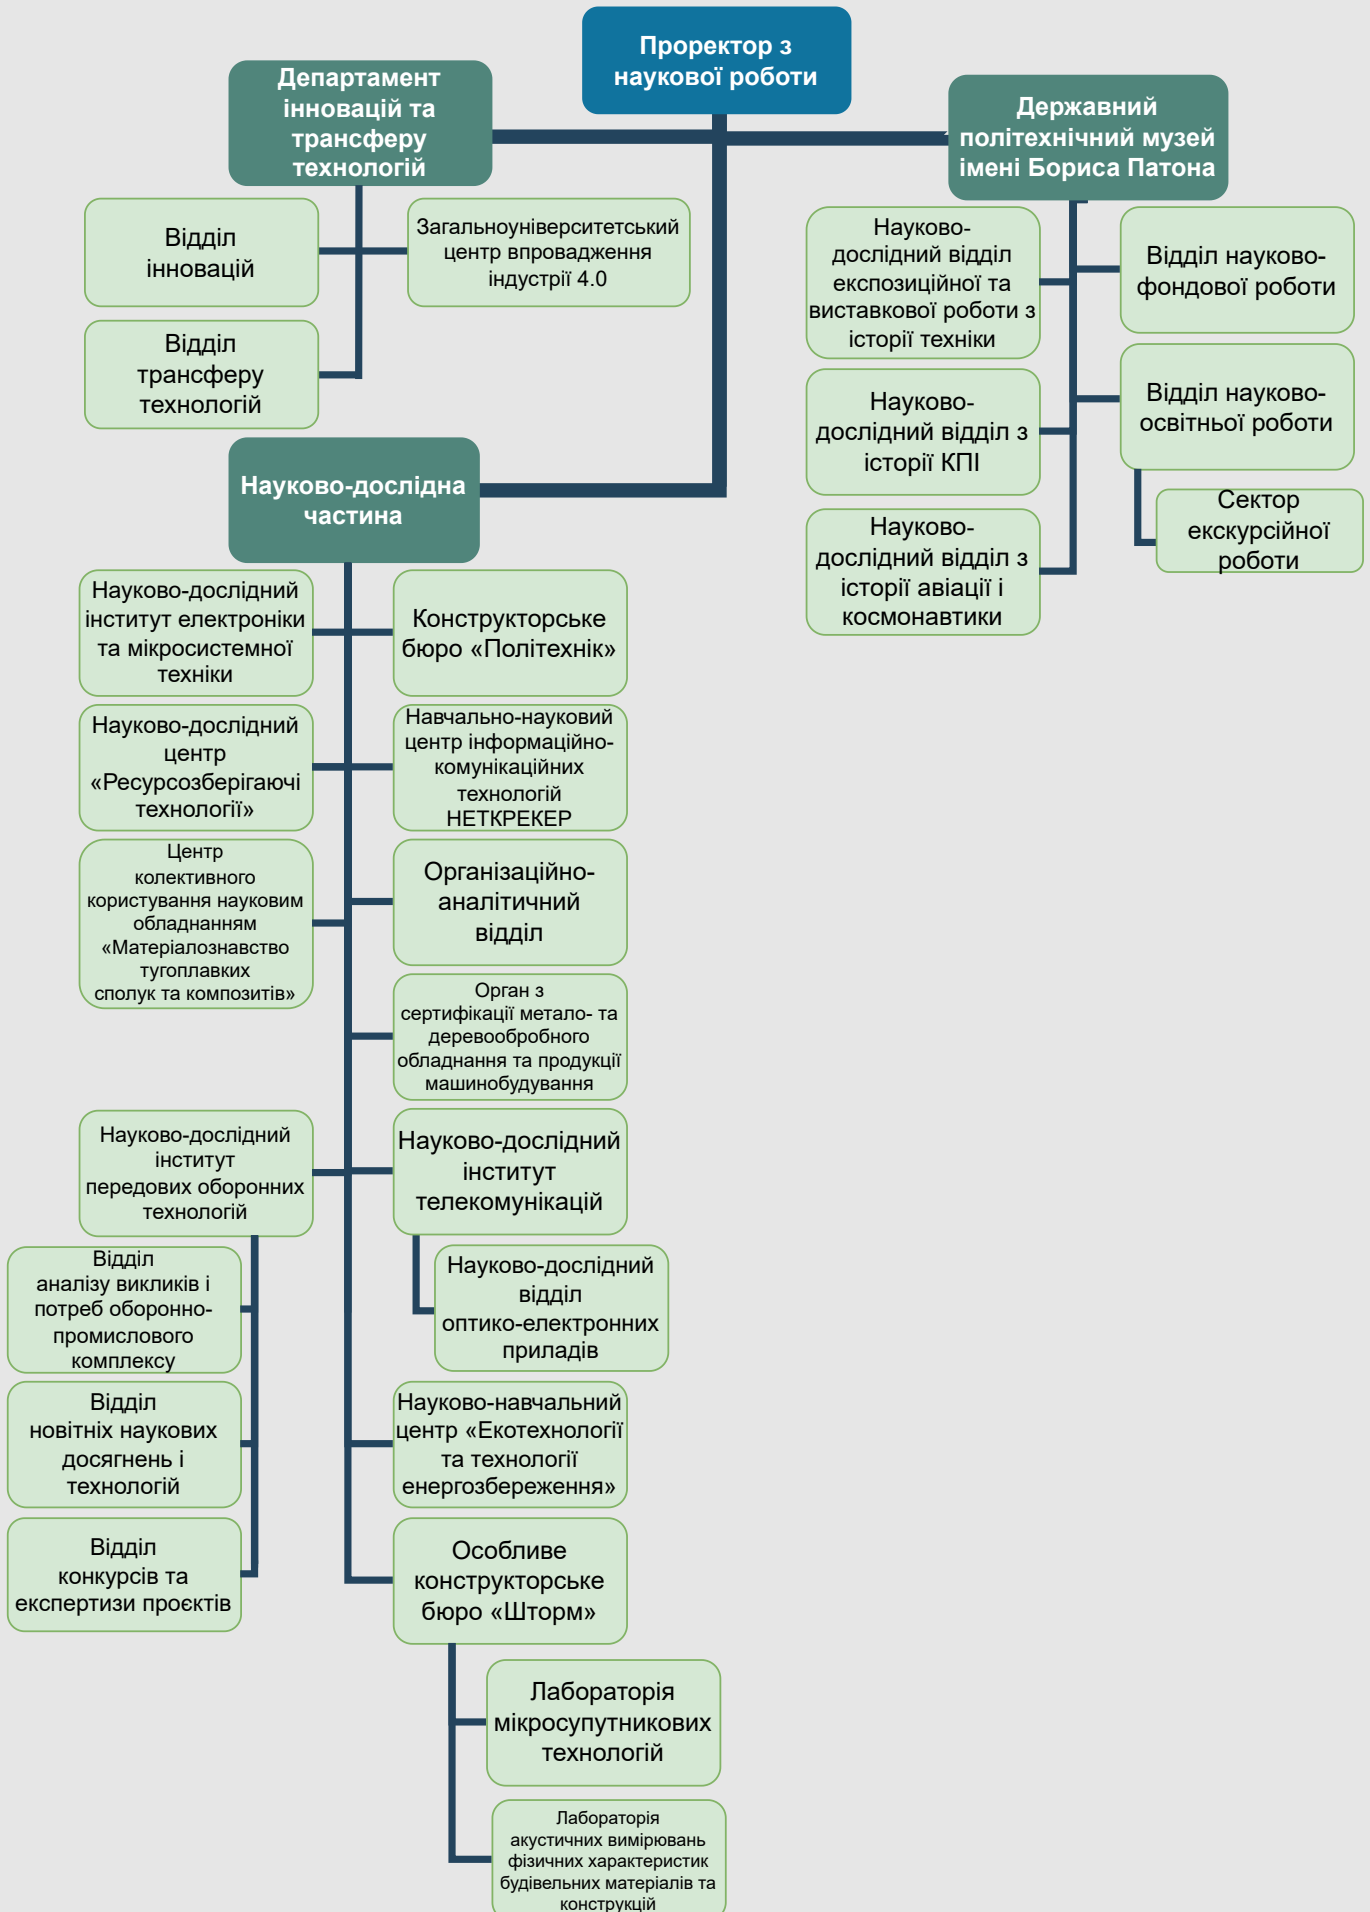 Проректор з
наукової роботи
Департамент
інновацій та
трансферу
технологій
Державний
політехнічний музей
імені Бориса Патона
Відділ
інновацій
Загальноуніверситетський
центр впровадження
індустрії 4.0
Відділ
трансферу
технологій
Науково-
дослідний відділ
експозиційної та
виставкової роботи з
історії техніки
Відділ науково-
фондової роботи
Науково-
дослідний відділ з
історії КПІ
Відділ науково-
освітньої роботи
Науково-
дослідний відділ з
історії авіації і
космонавтики
Сектор
екскурсійної
роботи
Науково-дослідна
частина
Науково-дослідний
інститут електроніки
та мікросистемної
техніки
Конструкторське
бюро «Політехнік»
Науково-дослідний
центр
«Ресурсозберігаючі
технології»
Навчально-науковий
центр інформаційно-
комунікаційних
технологій
НЕТКРЕКЕР
Центр
колективного
користування науковим
обладнанням
«Матеріалознавство
тугоплавких
сполук та композитів»
Організаційно-
аналітичний
відділ
Орган з
сертифікації метало- та
деревообробного
обладнання та продукції
машинобудування
Науково-дослідний
інститут
передових оборонних
технологій
Науково-дослідний
інститут
телекомунікацій
Відділ
аналізу викликів і
потреб оборонно-
промислового
комплексу
Науково-дослідний
відділ
оптико-електронних
приладів
Відділ
новітніх наукових
досягнень і
технологій
Науково-навчальний
центр «Екотехнології
та технології
енергозбереження»
Відділ
конкурсів та
експертизи проєктів
Особливе
конструкторське
бюро «Шторм»
Лабораторія
мікросупутникових
технологій
Лабораторія
акустичних вимірювань
фізичних характеристик
будівельних матеріалів та
конструкцій